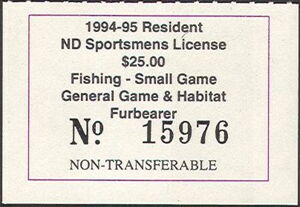 1994-95 Resident
ND Sportsmens License
$25.00
Fishing - Small Game
General Game & Habitat
Furbearer
No. 15976
NON-TRANSFERABLE